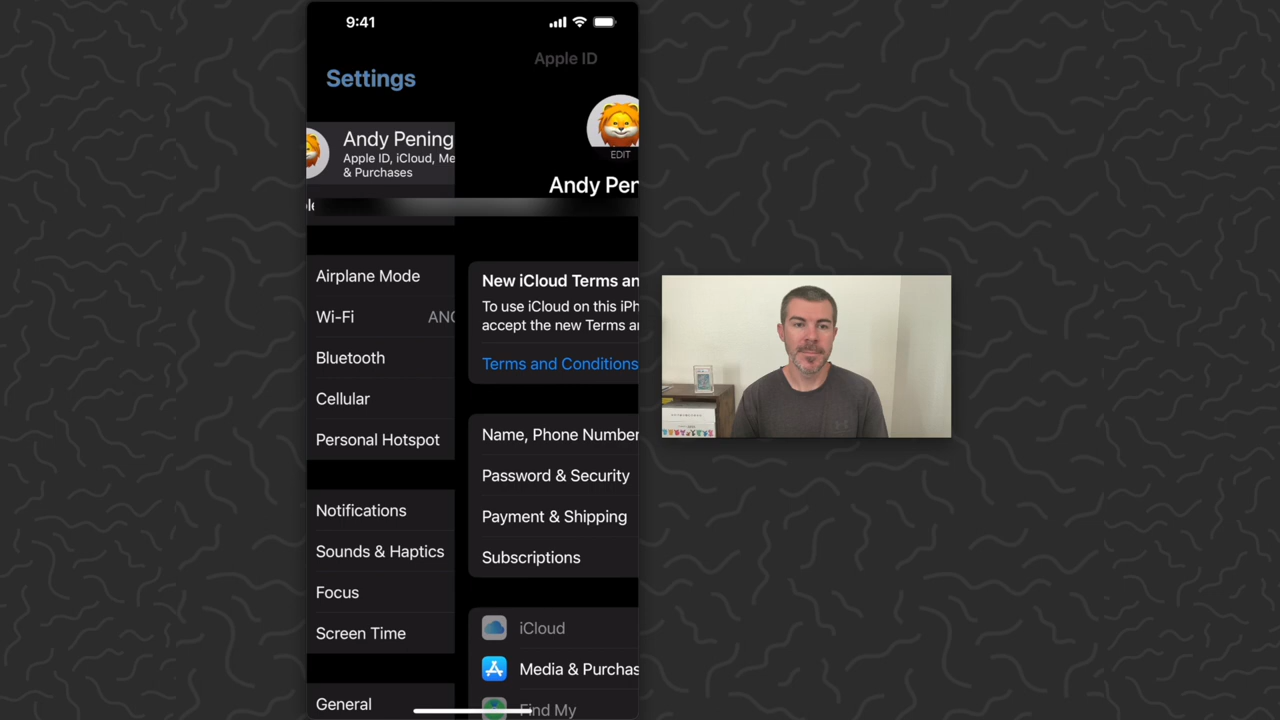 9:41
Settings
Andy Pening
Apple ID, iCloud, Me
& Purchases
Airplane Mode
Wi-Fi
Bluetooth
Cellular
Personal Hotspot
Notifications
Sounds & Haptics
Focus
Screen Time
General
Apple ID
EDIT
Andy Per
New iCloud Terms an
To use iCloud on this iPh
accept the new Terms a
Terms and Conditions
Name, Phone Number
Password & Security
Payment & Shipping
Subscriptions
iCloud
Media & Purchas
Find My